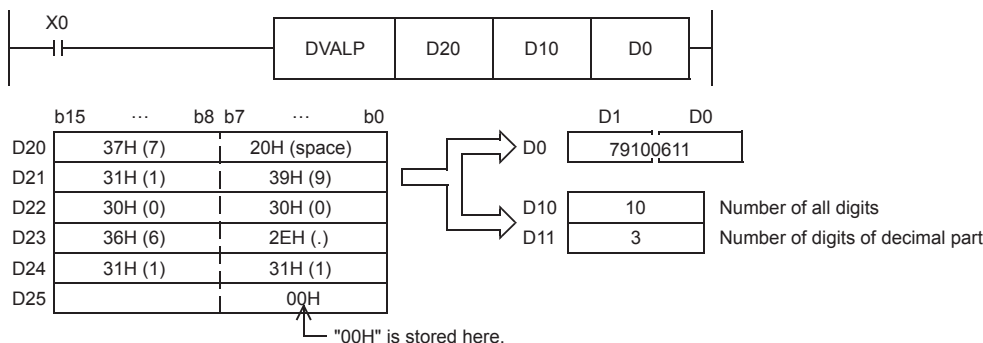 X0
DVALP D20 D10 D0
b15 ··· b8 b7 ··· b0
D1 D0
D20 37H (7) 20H (space)
D0 79100611
D21 31H (1) 39H (9)
D22 30H (0) 30H (0)
D10 10 Number of all digits
D23 36H (6) 2EH (.)
D11 3 Number of digits of decimal part
D24 31H (1) 31H (1)
D25 00H
"00H" is stored here.